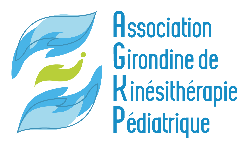 Association
Girondine de
Kinésithérapie
Pédiatrique